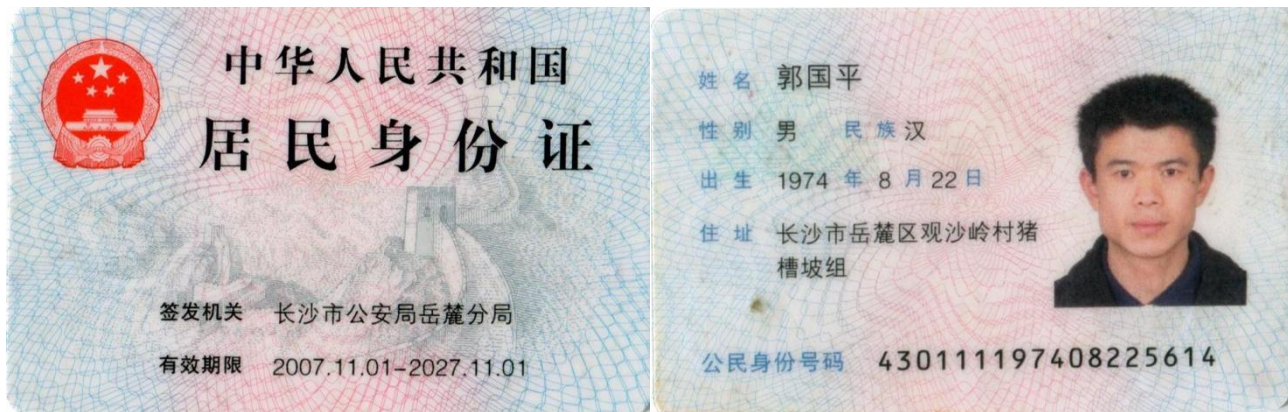 中华人民共和国
居民身份证
签发机关 长沙市公安局岳麓分局
有效期限 2007.11.01-2027.11.01
姓名 郭国平
性别 男 民族 汉
出生 1974 年 8 月 22 日
住址 长沙市岳麓区观沙岭村猪
槽坡组
公民身份号码 430111197408225614